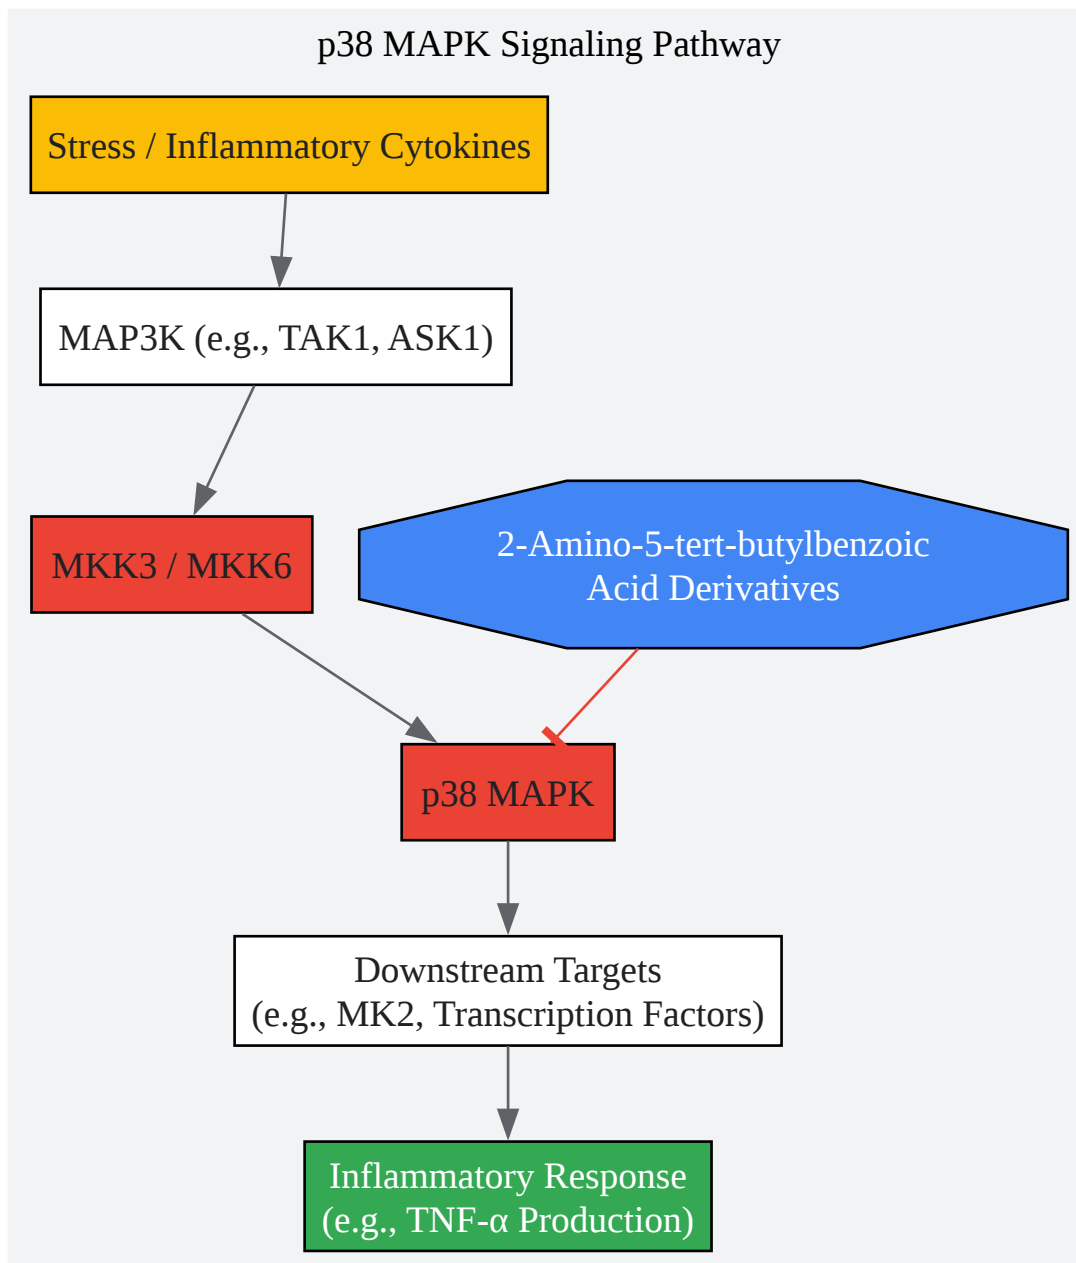 p38 MAPK Signaling Pathway
Stress / Inflammatory Cytokines
MAP3K (e.g., TAK1, ASK1)
MKK3 / MKK6
2-Amino-5-tert-butylbenzoic
Acid Derivatives
p38 MAPK
Downstream Targets
(e.g., MK2, Transcription Factors)
Inflammatory Response
(e.g., TNF-α Production)